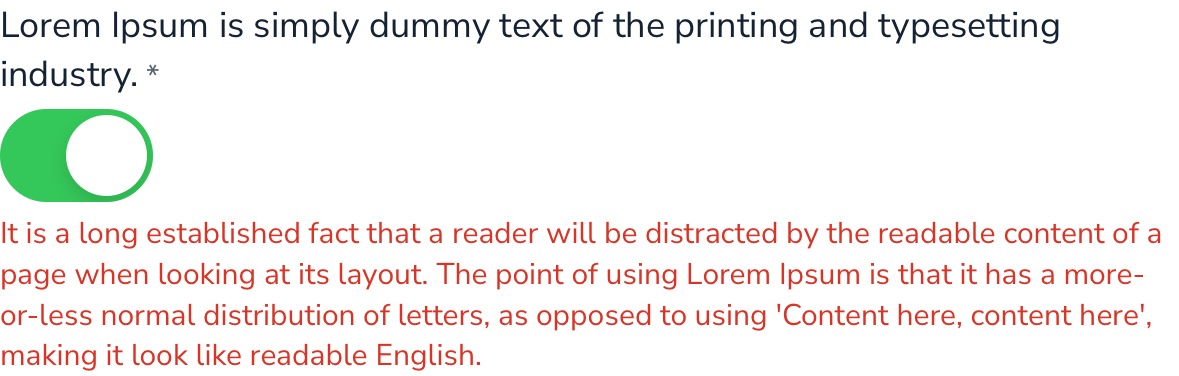 Lorem Ipsum is simply dummy text of the printing and typesetting
industry. *
It is a long established fact that a reader will be distracted by the readable content of a
page when looking at its layout. The point of using Lorem Ipsum is that it has a more-
or-less normal distribution of letters, as opposed to using 'Content here, content here',
making it look like readable English.